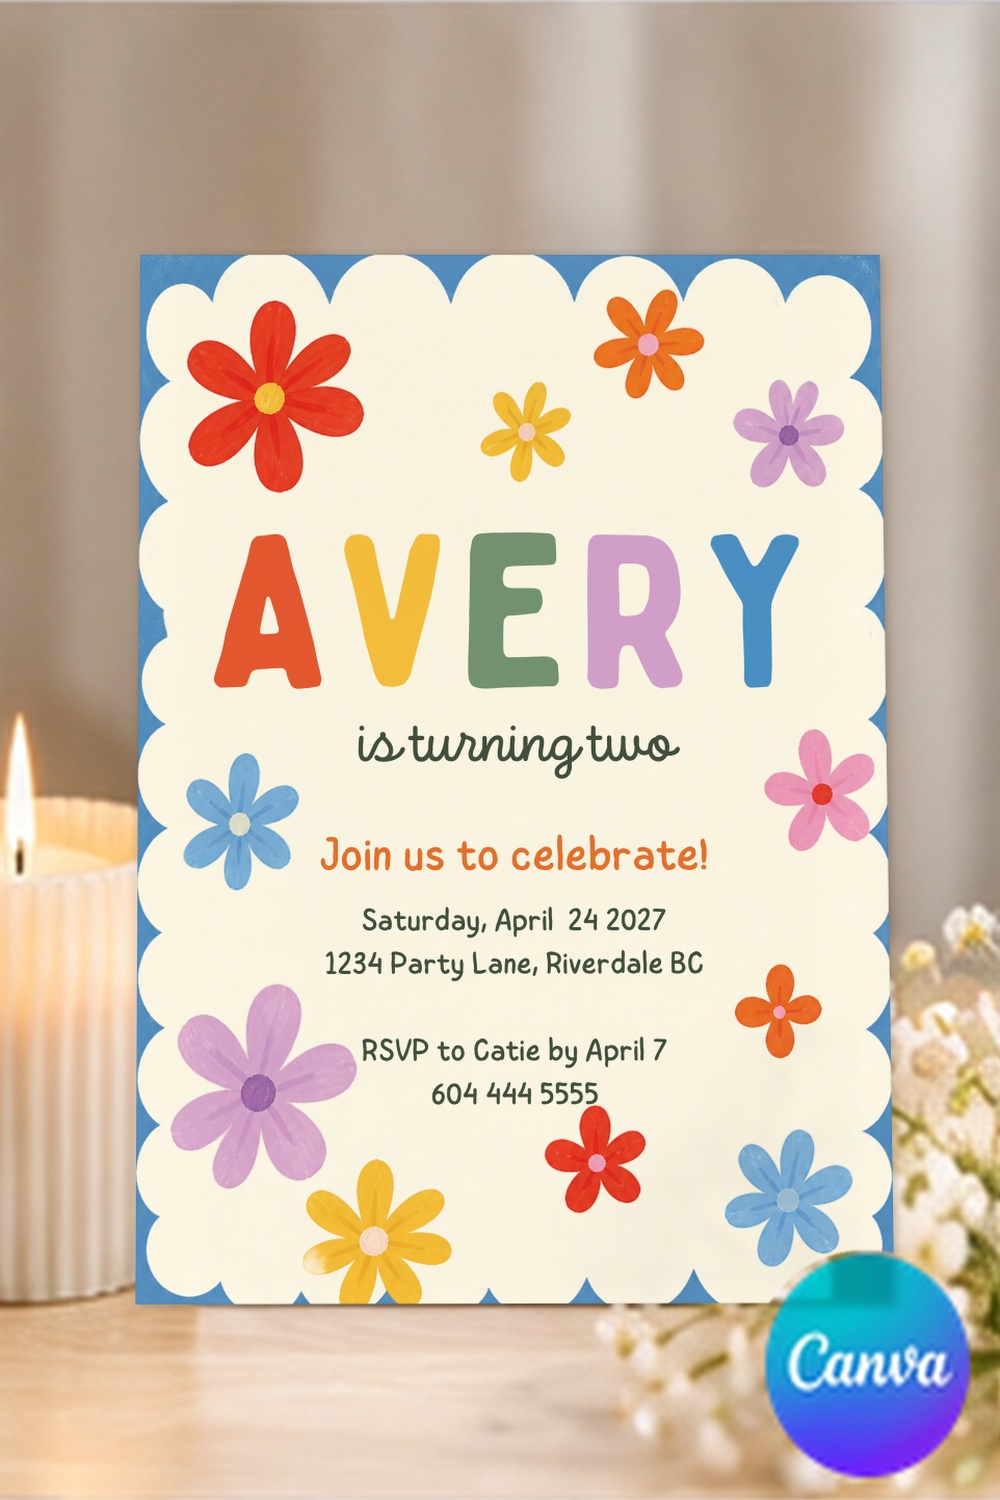 AVERY
is turning two
Join us to celebrate!
Saturday, April 24 2027
1234 Party Lane, Riverdale BC
RSVP to Catie by April 7
604 444 5555
Canva